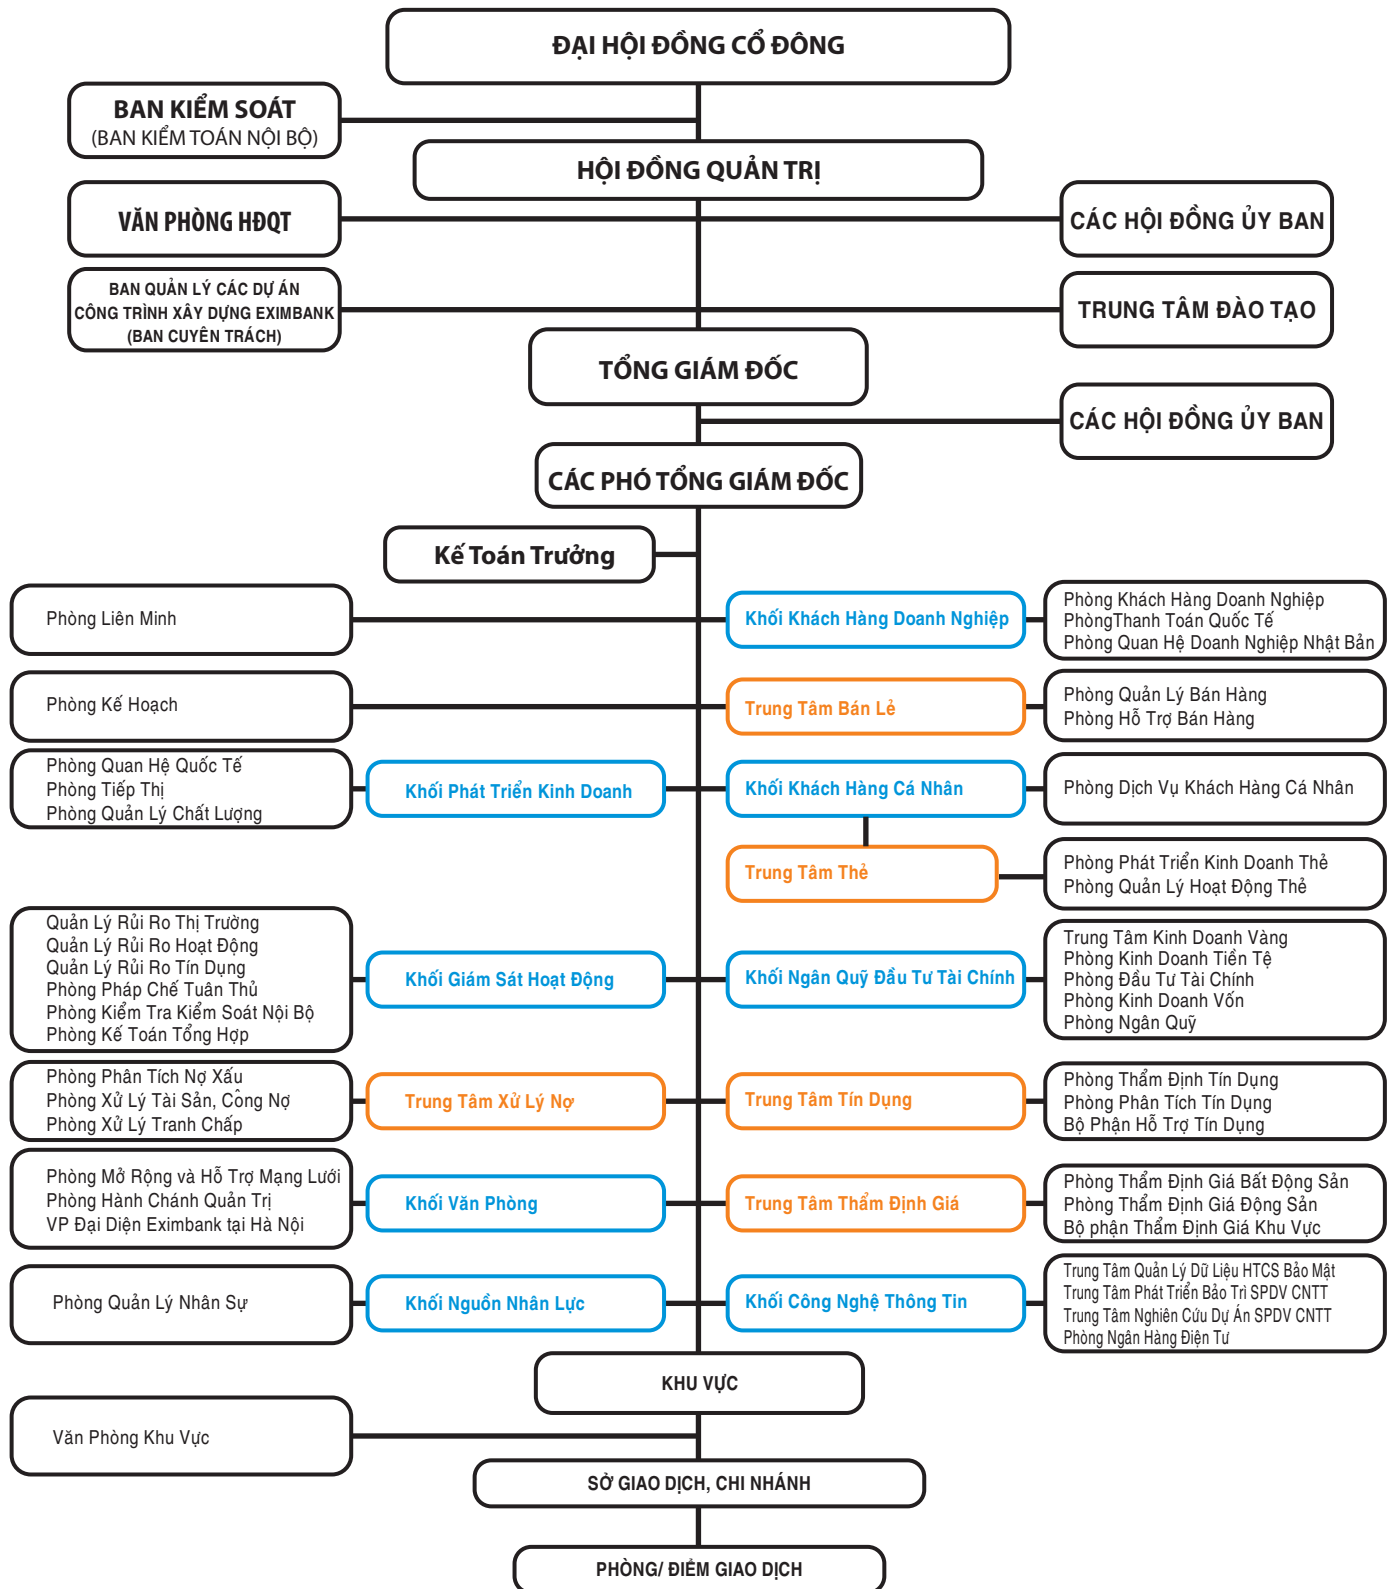 ĐẠI HỘI ĐỒNG CỔ ĐÔNG
BAN KIỂM SOÁT
(BAN KIỂM TOÁN NỘI BỘ)
HỘI ĐỒNG QUẢN TRỊ
VĂN PHÒNG HĐQT
CÁC HỘI ĐỒNG ỦY BAN
BAN QUẢN LÝ CÁC DỰ ÁN
CÔNG TRÌNH XÂY DỰNG EXIMBANK
(BAN CUYÊN TRÁCH)
TRUNG TÂM ĐÀO TẠO
TỔNG GIÁM ĐỐC
CÁC HỘI ĐỒNG ỦY BAN
CÁC PHÓ TỔNG GIÁM ĐỐC
Kế Toán Trưởng
Phòng Liên Minh
Khối Khách Hàng Doanh Nghiệp
Phòng Khách Hàng Doanh Nghiệp
PhòngThanh Toán Quốc Tế
Phòng Quan Hệ Doanh Nghiệp Nhật Bản
Phòng Kế Hoạch
Trung Tâm Bán Lẻ
Phòng Quản Lý Bán Hàng
Phòng Hỗ Trợ Bán Hàng
Phòng Quan Hệ Quốc Tế
Phòng Tiếp Thị
Phòng Quản Lý Chất Lượng
Khối Phát Triển Kinh Doanh
Khối Khách Hàng Cá Nhân
Phòng Dịch Vụ Khách Hàng Cá Nhân
Trung Tâm Thẻ
Phòng Phát Triển Kinh Doanh Thẻ
Phòng Quản Lý Hoạt Động Thẻ
Quản Lý Rủi Ro Thị Trường
Quản Lý Rủi Ro Hoạt Động
Quản Lý Rủi Ro Tín Dụng
Phòng Pháp Chế Tuân Thủ
Phòng Kiểm Tra Kiểm Soát Nội Bộ
Phòng Kế Toán Tổng Hợp
Khối Giám Sát Hoạt Động
Khối Ngân Quỹ Đầu Tư Tài Chính
Trung Tâm Kinh Doanh Vàng
Phòng Kinh Doanh Tiền Tệ
Phòng Đầu Tư Tài Chính
Phòng Kinh Doanh Vốn
Phòng Ngân Quỹ
Phòng Phân Tích Nợ Xấu
Phòng Xử Lý Tài Sản, Công Nợ
Phòng Xử Lý Tranh Chấp
Trung Tâm Xử Lý Nợ
Trung Tâm Tín Dụng
Phòng Thẩm Định Tín Dụng
Phòng Phân Tích Tín Dụng
Bộ Phận Hỗ Trợ Tín Dụng
Phòng Mở Rộng và Hỗ Trợ Mạng Lưới
Phòng Hành Chánh Quản Trị
VP Đại Diện Eximbank tại Hà Nội
Khối Văn Phòng
Trung Tâm Thẩm Định Giá
Phòng Thẩm Định Giá Bất Động Sản
Phòng Thẩm Định Giá Động Sản
Bộ phận Thẩm Định Giá Khu Vực
Phòng Quản Lý Nhân Sự
Khối Nguồn Nhân Lực
Khối Công Nghệ Thông Tin
Trung Tâm Quản Lý Dữ Liệu HTCS Bảo Mật
Trung Tâm Phát Triển Bảo Trì SPDV CNTT
Trung Tâm Nghiên Cứu Dự Án SPDV CNTT
Phòng Ngân Hàng Điện Tư
KHU VỰC
Văn Phòng Khu Vực
SỞ GIAO DỊCH, CHI NHÁNH
PHÒNG/ ĐIỂM GIAO DỊCH